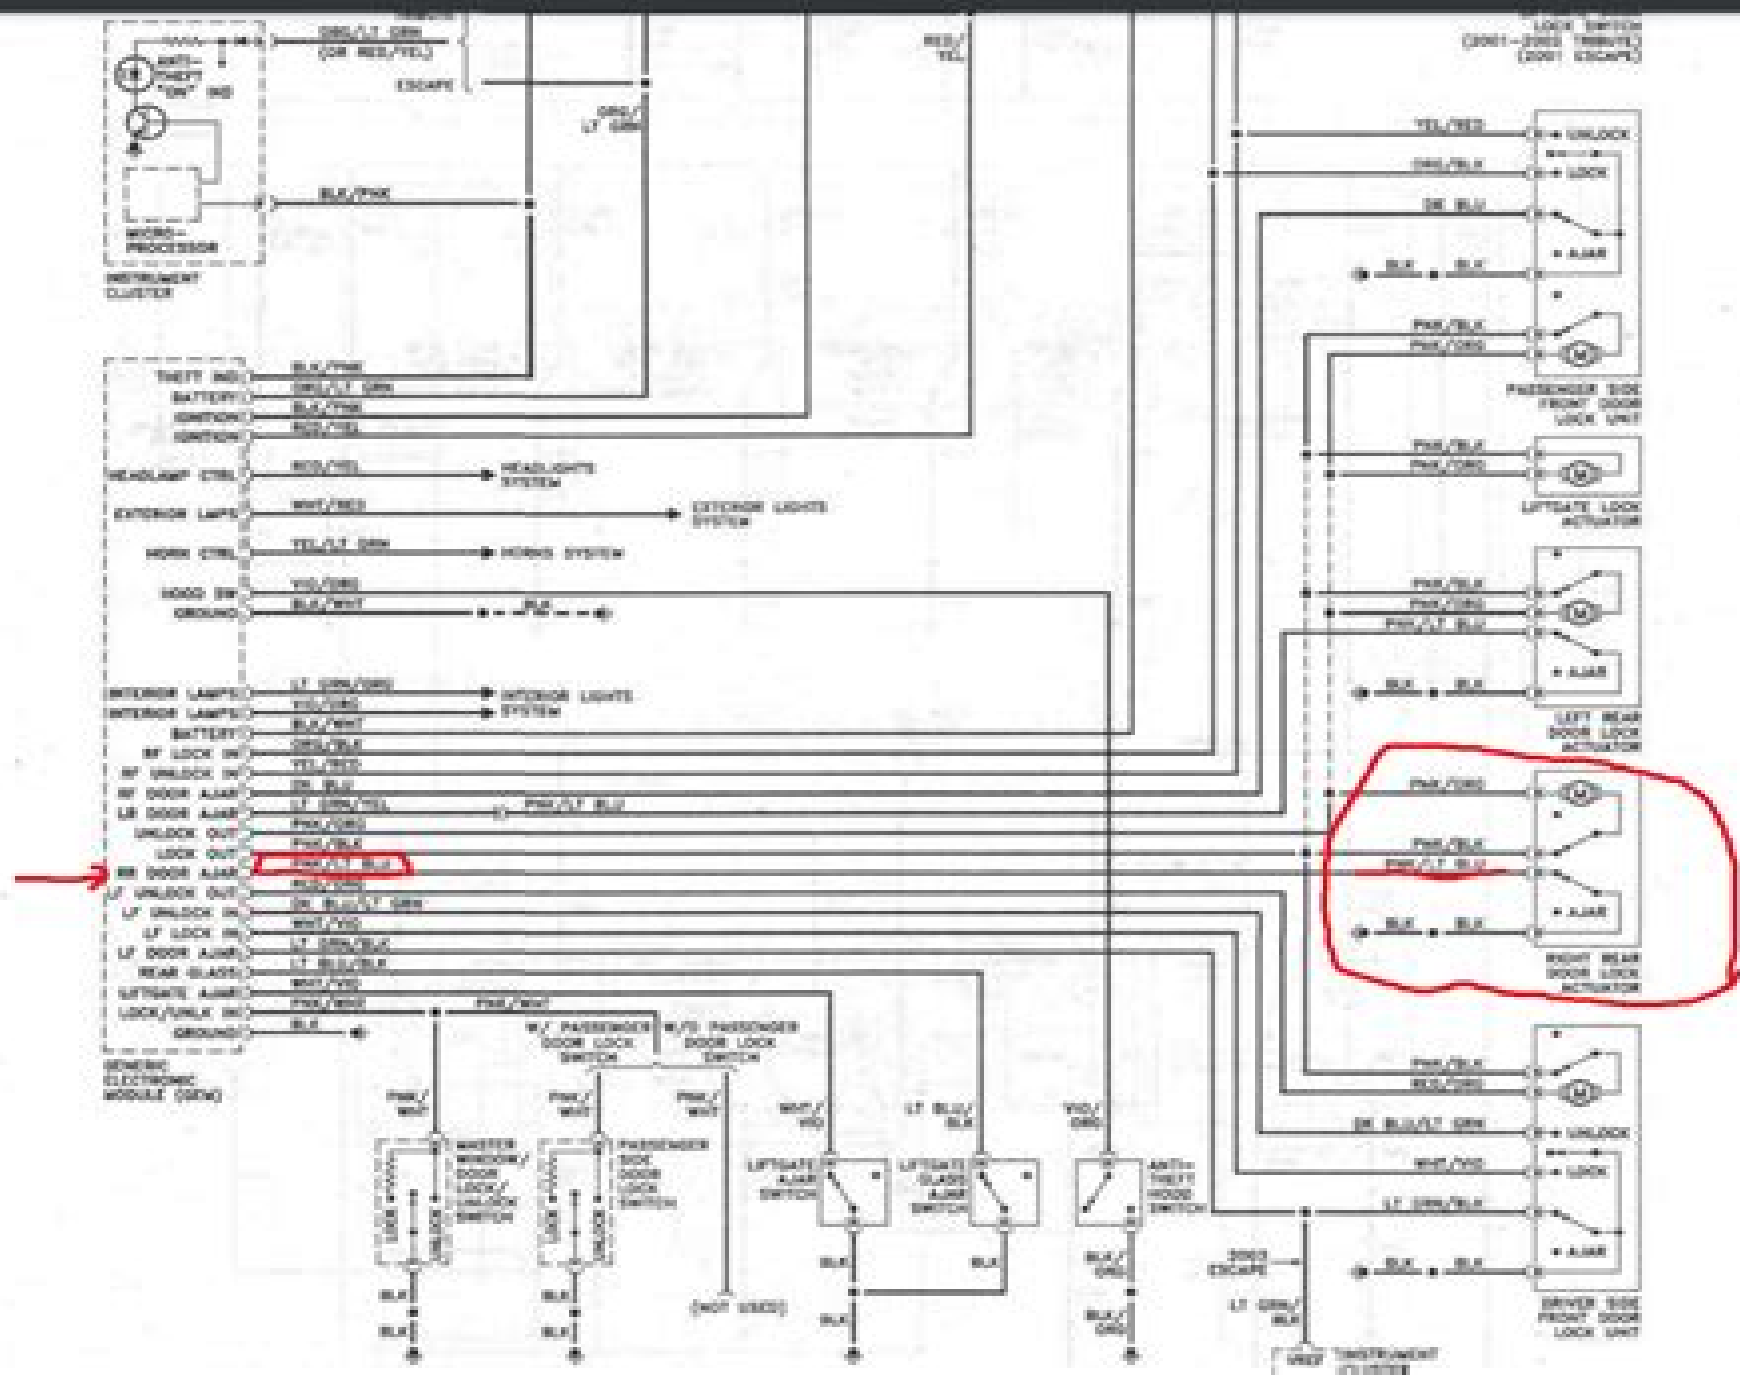 LOCK SWITCH
(2001-2002 TRIBUTE)
(2001 ESCAPE)
ORG/LT GRN
(OR RED/YEL)
ESCAPE
ANTI-
THEFT
"ON" IND
RED/
YEL
ORG/
LT GRN
BLK/PNK
MICRO-
PROCESSOR
INSTRUMENT
CLUSTER
YEL/RED
UNLOCK
ORG/BLK
LOCK
DK BLU
AJAR
BLK
BLK
PNK/BLK
PNK/ORG
M
PASSENGER SIDE
FRONT DOOR
LOCK UNIT
PNK/BLK
PNK/ORG
M
LIFTGATE LOCK
ACTUATOR
PNK/BLK
PNK/ORG
M
PNK/LT BLU
AJAR
BLK
BLK
LEFT REAR
DOOR LOCK
ACTUATOR
PNK/ORG
M
PNK/BLK
PNK/LT BLU
AJAR
BLK
BLK
RIGHT REAR
DOOR LOCK
ACTUATOR
PNK/BLK
RED/ORG
M
DK BLU/LT GRN
UNLOCK
WHT/VIO
LOCK
LT GRN/BLK
AJAR
BLK
BLK
DRIVER SIDE
FRONT DOOR
LOCK UNIT
THEFT IND
BLK/PNK
BATTERY
ORG/LT GRN
IGNITION
BLK/PNK
IGNITION
RED/YEL
HEADLAMP CTRL
RED/YEL
HEADLIGHTS
SYSTEM
EXTERIOR LAMPS
WHT/RED
EXTERIOR LIGHTS
SYSTEM
HORN CTRL
YEL/LT GRN
HORNS SYSTEM
HOOD SW
VIO/ORG
GROUND
BLK/WHT
BLK
INTERIOR LAMPS
LT GRN/ORG
INTERIOR LIGHTS
SYSTEM
INTERIOR LAMPS
VIO/ORG
BATTERY
BLK/WHT
RF LOCK IN
ORG/BLK
RF UNLOCK IN
YEL/RED
RF DOOR AJAR
DK BLU
LR DOOR AJAR
LT GRN/YEL
PNK/LT BLU
UNLOCK OUT
PNK/ORG
LOCK OUT
PNK/BLK
RR DOOR AJAR
PNK/LT BLU
LF UNLOCK OUT
RED/ORG
LF UNLOCK IN
DK BLU/LT GRN
LF LOCK IN
WHT/VIO
LF DOOR AJAR
LT GRN/BLK
REAR GLASS
LT BLU/BLK
LIFTGATE AJAR
WHT/VIO
LOCK/UNLK IN
PNK/WHT
PNK/WHT
GROUND
BLK
GENERIC
ELECTRONIC
MODULE (GEM)
W/ PASSENGER
DOOR LOCK
SWITCH
W/O PASSENGER
DOOR LOCK
SWITCH
PNK/
WHT
PNK/
WHT
PNK/
WHT
WHT/
VIO
LT BLU/
BLK
VIO/
ORG
MASTER
WINDOW/
DOOR
LOCK/
UNLOCK
SWITCH
LOCK
UNLOCK
PASSENGER
SIDE
DOOR
LOCK
SWITCH
LOCK
UNLOCK
LIFTGATE
AJAR
SWITCH
LIFTGATE
GLASS
AJAR
SWITCH
ANTI-
THEFT
HOOD
SWITCH
BLK
BLK
BLK
BLK
(NOT USED)
BLK
BLK
BLK
BLK/
ORG
BLK/
ORG
2003
ESCAPE
LT GRN/
BLK
INSTRUMENT
CLUSTER